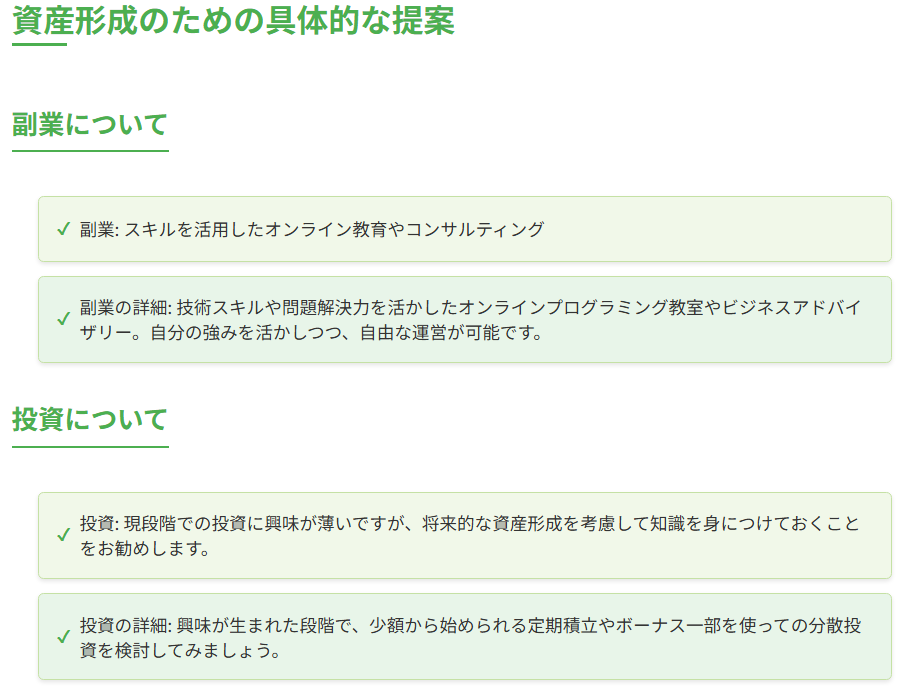 資産形成のための具体的な提案
副業について
✓ 副業: スキルを活用したオンライン教育やコンサルティング
✓ 副業の詳細: 技術スキルや問題解決力を活かしたオンラインプログラミング教室やビジネスアドバイ
ザリー。自分の強みを活かしつつ、自由な運営が可能です。
投資について
✓ 投資: 現段階での投資に興味が薄いですが、将来的な資産形成を考慮して知識を身につけておくこと
をお勧めします。
✓ 投資の詳細: 興味が生まれた段階で、少額から始められる定期積立やボーナス一部を使っての分散投
資を検討してみましょう。